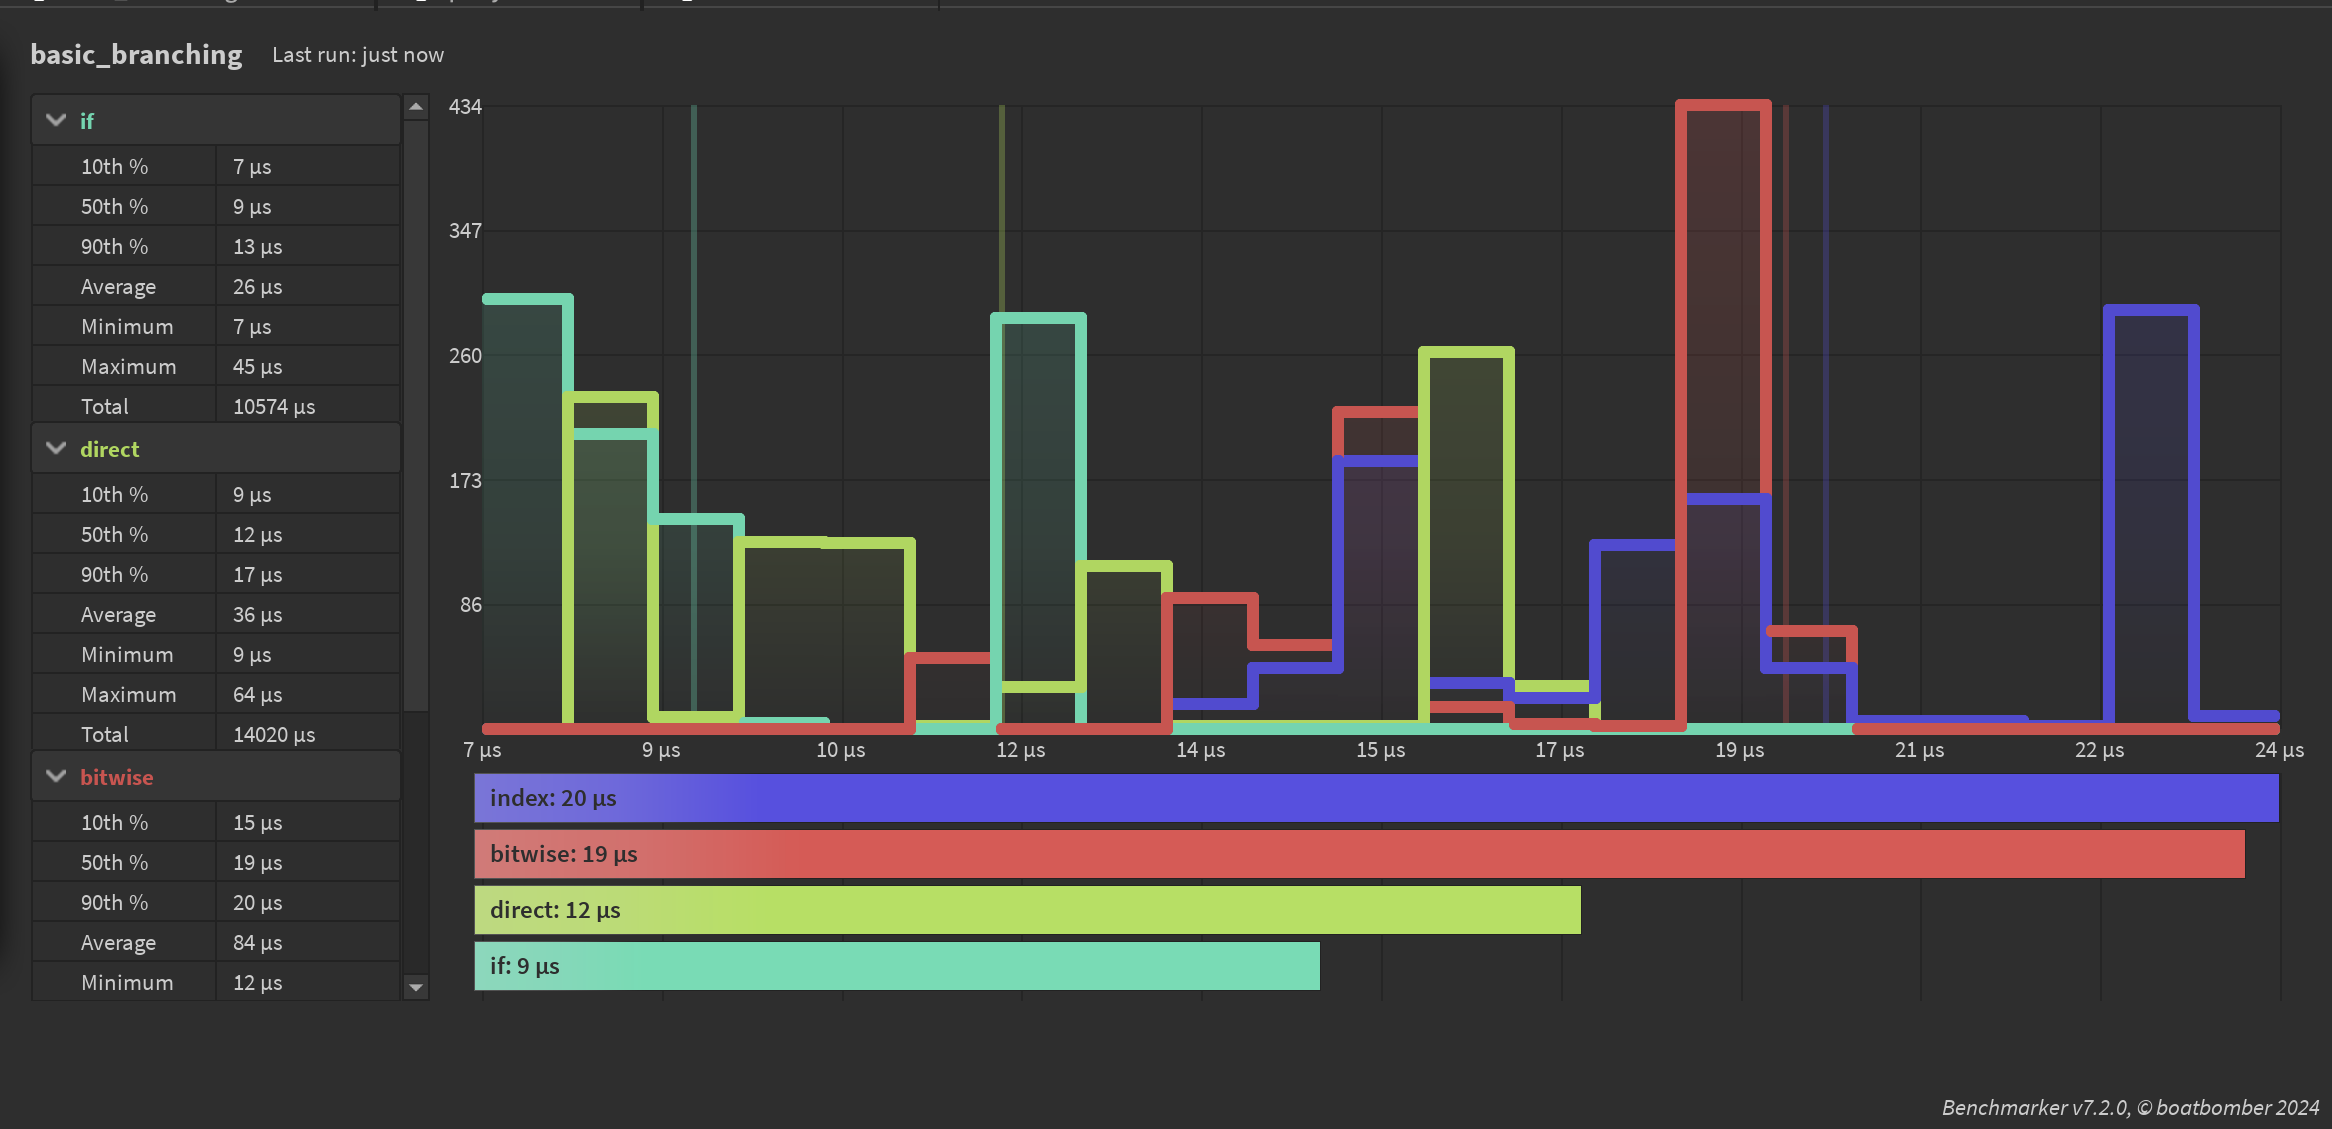 basic_branching Last run: just now
if
10th % 7 µs
50th % 9 µs
90th % 13 µs
Average 26 µs
Minimum 7 µs
Maximum 45 µs
Total 10574 µs
direct
10th % 9 µs
50th % 12 µs
90th % 17 µs
Average 36 µs
Minimum 9 µs
Maximum 64 µs
Total 14020 µs
bitwise
10th % 15 µs
50th % 19 µs
90th % 20 µs
Average 84 µs
Minimum 12 µs
434
347
260
173
86
7 µs 9 µs 10 µs 12 µs 14 µs 15 µs 17 µs 19 µs 21 µs 22 µs 24 µs
index: 20 µs
bitwise: 19 µs
direct: 12 µs
if: 9 µs
Benchmarker v7.2.0, © boatbomber 2024